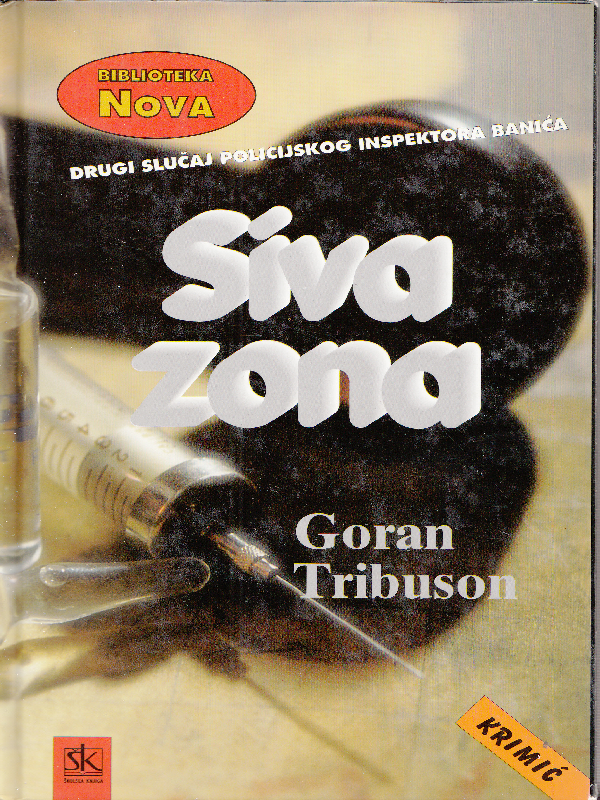 BIBLIOTEKA
NOVA
DRUGI SLUČAJ POLICIJSKOG INSPEKTORA BANIĆA
Siva
zona
Goran
Tribuson
KRIMIĆ
šk
ŠKOLSKA KNJIGA